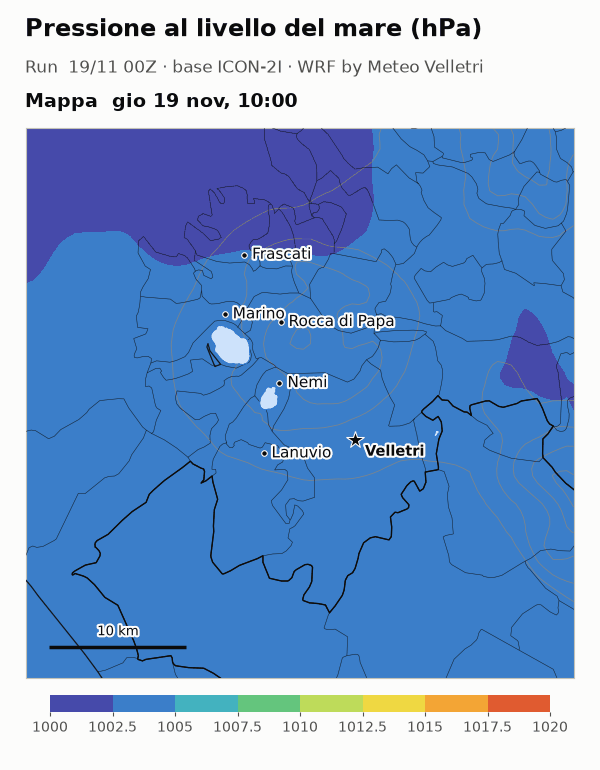 Pressione al livello del mare (hPa)
Run 19/11 00Z · base ICON-2I · WRF by Meteo Velletri
Mappa gio 19 nov, 10:00
Frascati
Marino
Rocca di Papa
Nemi
Velletri
Lanuvio
10 km
1000 1002.5 1005 1007.5 1010 1012.5 1015 1017.5 1020